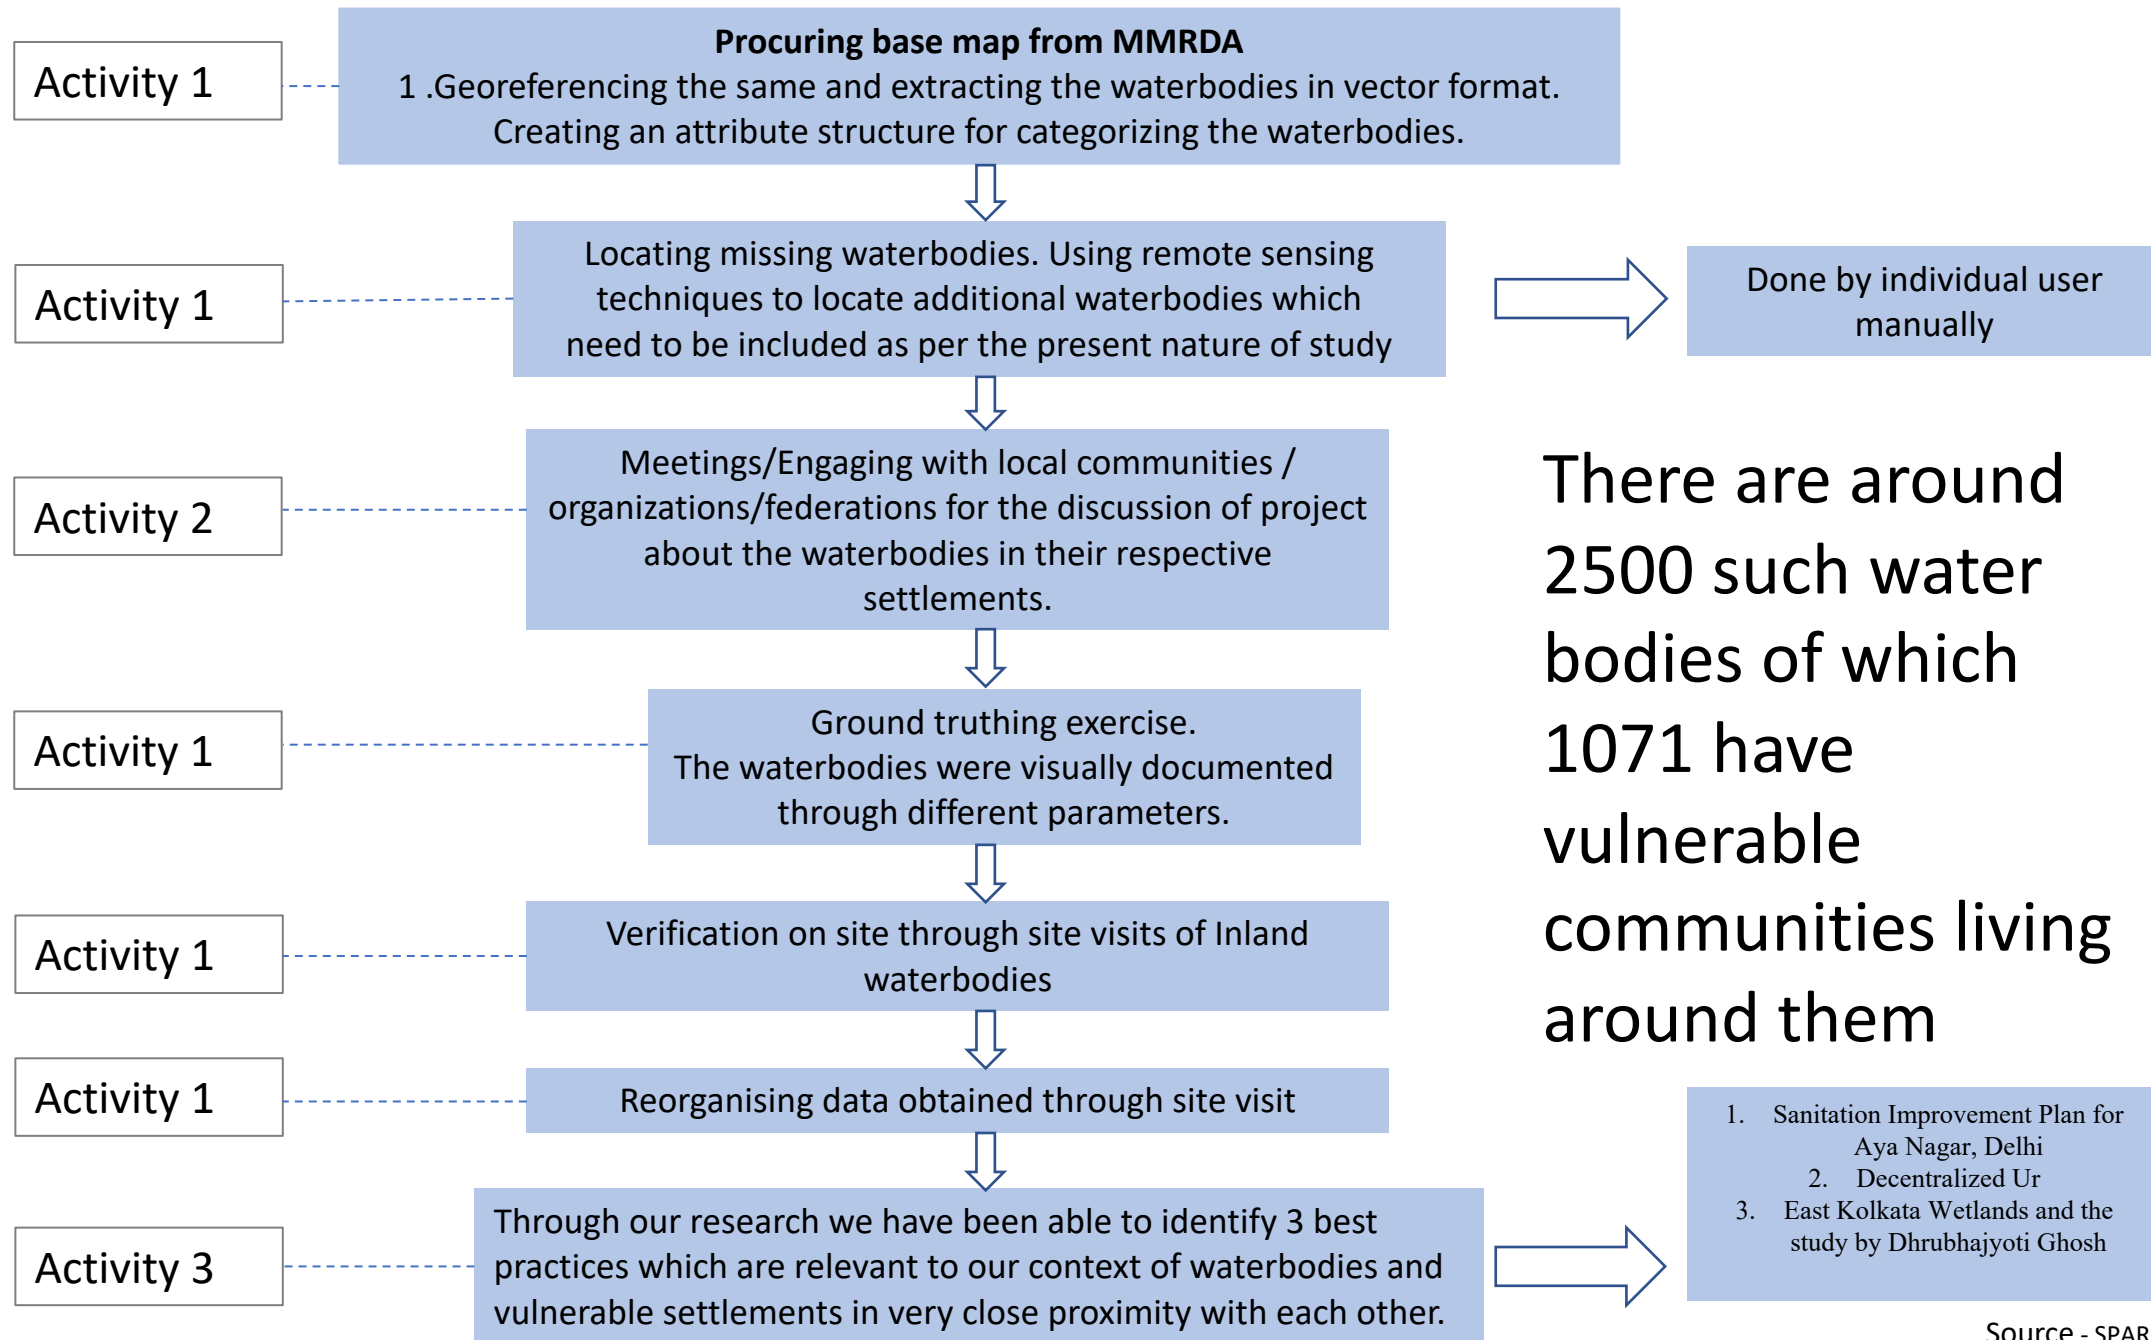 Activity 1
Procuring base map from MMRDA
1 .Georeferencing the same and extracting the waterbodies in vector format.
Creating an attribute structure for categorizing the waterbodies.
Activity 1
Locating missing waterbodies. Using remote sensing
techniques to locate additional waterbodies which
need to be included as per the present nature of study
Done by individual user
manually
Activity 2
Meetings/Engaging with local communities /
organizations/federations for the discussion of project
about the waterbodies in their respective
settlements.
There are around
2500 such water
bodies of which
1071 have
vulnerable
communities living
around them
Activity 1
Ground truthing exercise.
The waterbodies were visually documented
through different parameters.
Activity 1
Verification on site through site visits of Inland
waterbodies
Activity 1
Reorganising data obtained through site visit
Activity 3
Through our research we have been able to identify 3 best
practices which are relevant to our context of waterbodies and
vulnerable settlements in very close proximity with each other.
1. Sanitation Improvement Plan for
Aya Nagar, Delhi
2. Decentralized Ur
3. East Kolkata Wetlands and the
study by Dhrubhajyoti Ghosh
Source - SPAR